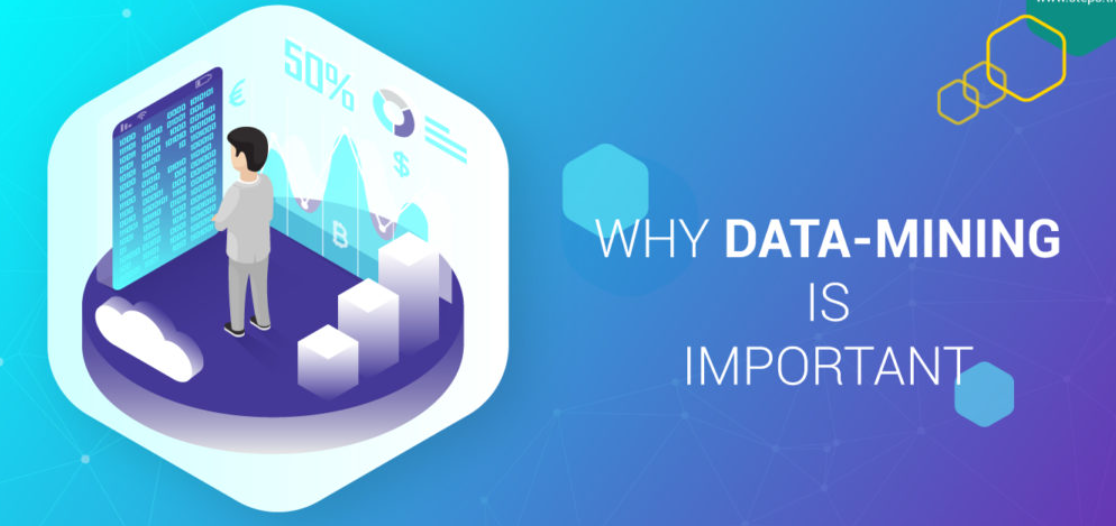 50%
€
$
B
WHY DATA-MINING
IS
IMPORTANT